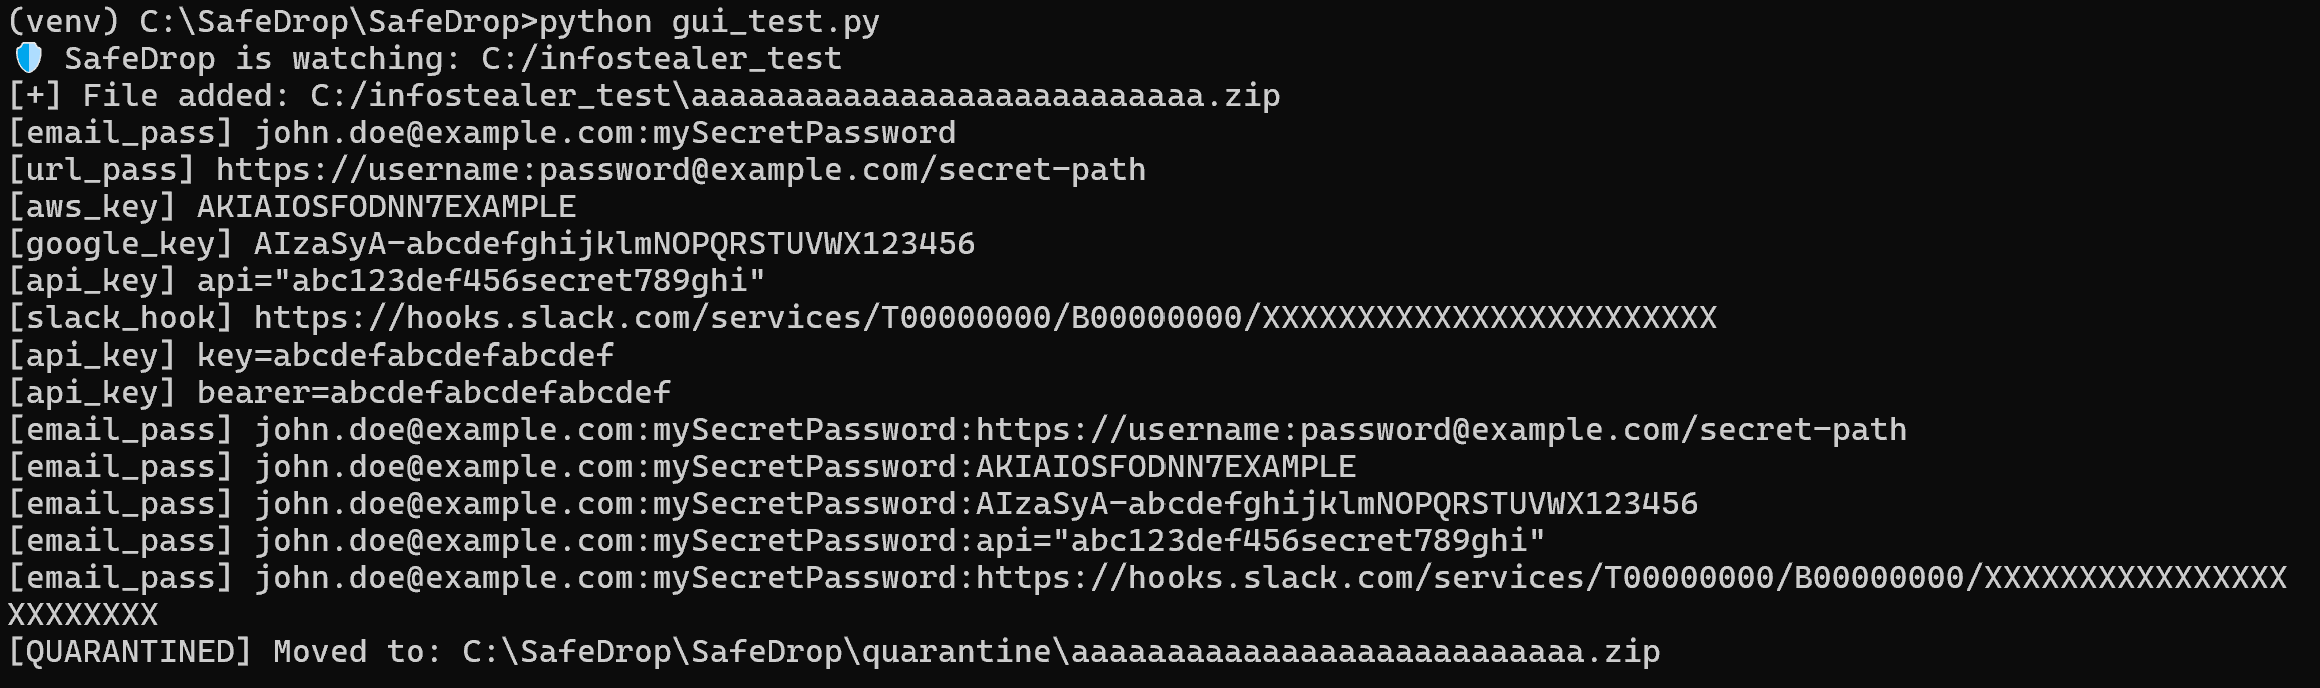 (venv) C:\SafeDrop\SafeDrop>python gui_test.py
🛡️ SafeDrop is watching: C:/infostealer_test
[+] File added: C:/infostealer_test\aaaaaaaaaaaaaaaaaaaaaaaaaaa.zip
[email_pass] john.doe@example.com:mySecretPassword
[url_pass] https://username:password@example.com/secret-path
[aws_key] AKIAIOSFODNN7EXAMPLE
[google_key] AIzaSyA-abcdefghijklmNOPQRSTUVWX123456
[api_key] api="abc123def456secret789ghi"
[slack_hook] https://hooks.slack.com/services/T00000000/B00000000/XXXXXXXXXXXXXXXXXXXXXXXX
[api_key] key=abcdefabcdefabcdef
[api_key] bearer=abcdefabcdefabcdef
[email_pass] john.doe@example.com:mySecretPassword:https://username:password@example.com/secret-path
[email_pass] john.doe@example.com:mySecretPassword:AKIAIOSFODNN7EXAMPLE
[email_pass] john.doe@example.com:mySecretPassword:AIzaSyA-abcdefghijklmNOPQRSTUVWX123456
[email_pass] john.doe@example.com:mySecretPassword:api="abc123def456secret789ghi"
[email_pass] john.doe@example.com:mySecretPassword:https://hooks.slack.com/services/T00000000/B00000000/XXXXXXXXXXXXXXXX
XXXXXXXX
[QUARANTINED] Moved to: C:\SafeDrop\SafeDrop\quarantine\aaaaaaaaaaaaaaaaaaaaaaaaaaa.zip